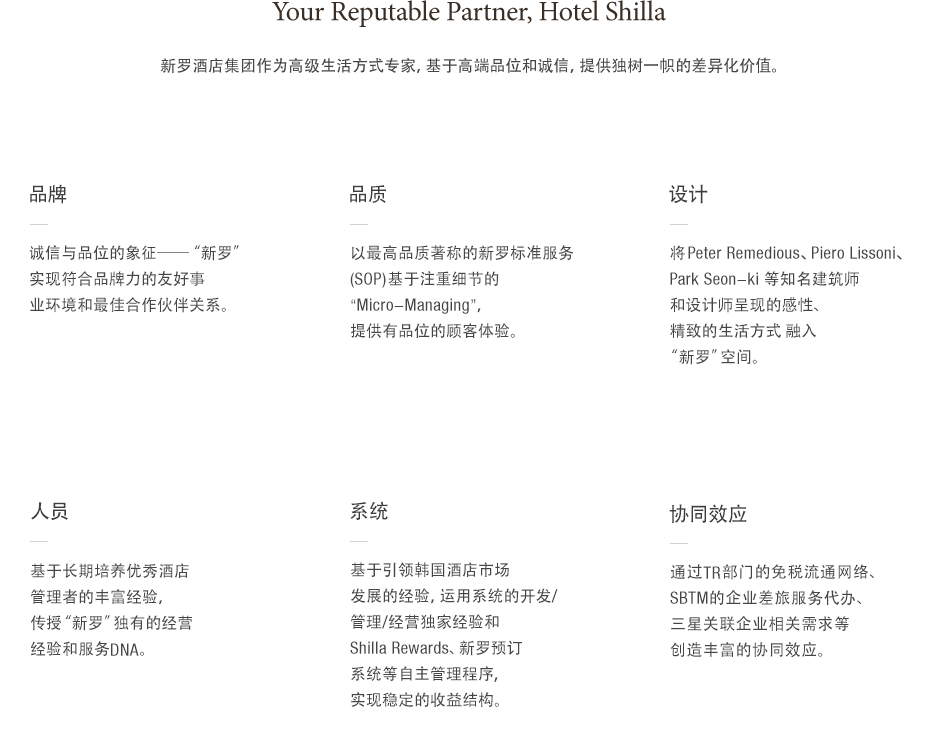 Your Reputable Partner, Hotel Shilla
新罗酒店集团作为高级生活方式专家, 基于高端品位和诚信, 提供独树一帜的差异化价值。
品牌
诚信与品位的象征——“新罗”
实现符合品牌力的友好事
业环境和最佳合作伙伴关系。
品质
以最高品质著称的新罗标准服务
(SOP)基于注重细节的
“Micro–Managing”,
提供有品位的顾客体验。
设计
将Peter Remedious、Piero Lissoni、
Park Seon–ki 等知名建筑师
和设计师呈现的感性、
精致的生活方式 融入
“新罗”空间。
人员
基于长期培养优秀酒店
管理者的丰富经验,
传授“新罗”独有的经营
经验和服务DNA。
系统
基于引领韩国酒店市场
发展的经验, 运用系统的开发/
管理/经营独家经验和
Shilla Rewards、新罗预订
系统等自主管理程序,
实现稳定的收益结构。
协同效应
通过TR部门的免税流通网络、
SBTM的企业差旅服务代办、
三星关联企业相关需求等
创造丰富的协同效应。